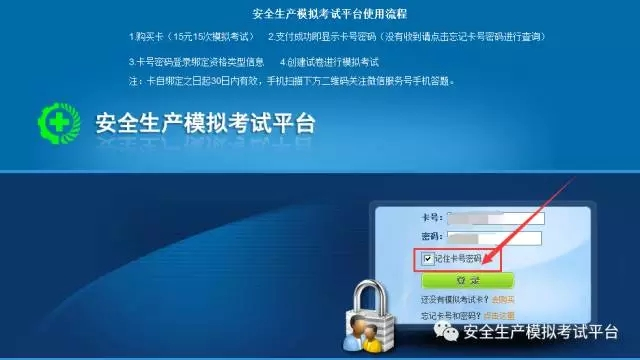 安全生产模拟考试平台使用流程
1.购买卡（15元15次模拟考试） 2.支付成功即显示卡号密码（没有收到请点击忘记卡号密码进行查询）
3.卡号密码登录绑定资格类型信息 4.创建试卷进行模拟考试
注：卡自绑定之日起30日内有效，手机扫描下方二维码关注微信服务号手机答题。
安全生产模拟考试平台
卡号：
密码：
记住卡号密码
登 录
还没有模拟考试卡？去购买
忘记卡号和密码？点击这里
安全生产模拟考试平台